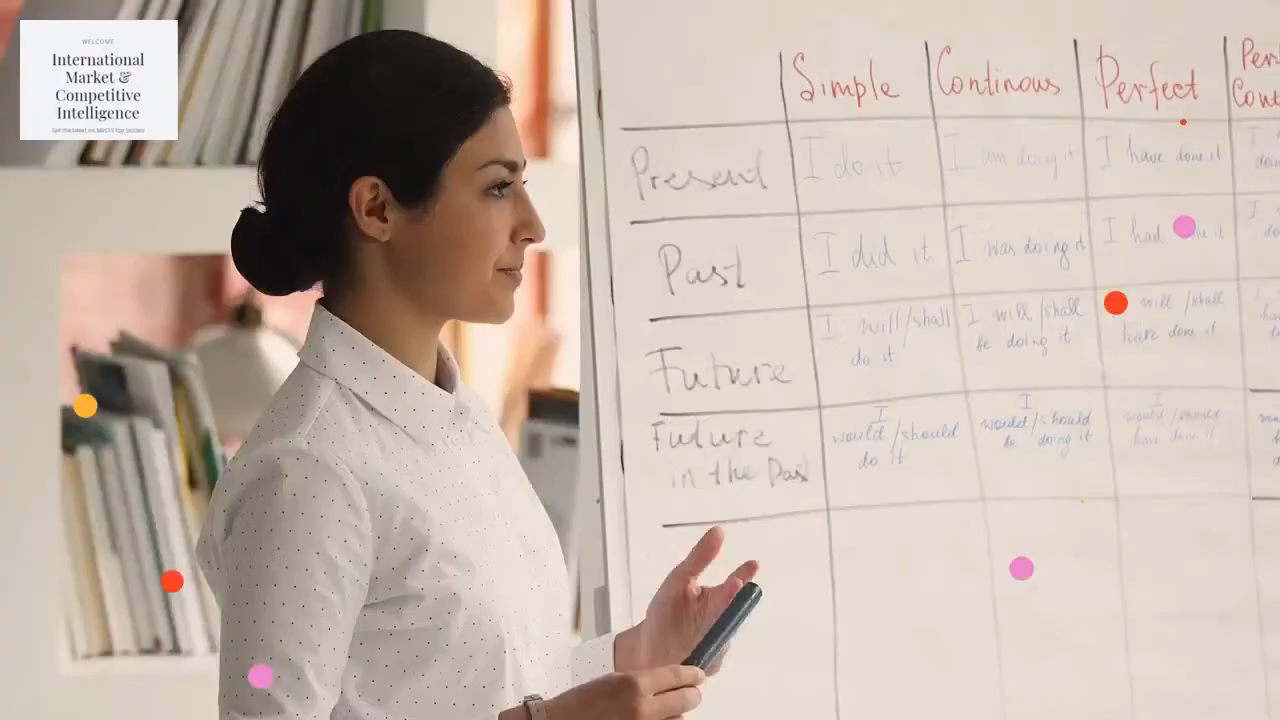 WELCOME
International
Market &
Competitive
Intelligence
Simple
Continous
Perfect
Present
I do it
I am doing it
I have done it
Past
I did it
I was doing it
I had
it
Future
I will/shall
do it
I will/shall
be doing it
will/shall
have done it
Future
in the Past
I
would/should
do it
I
would/should
be doing it
I
would/should
have done it